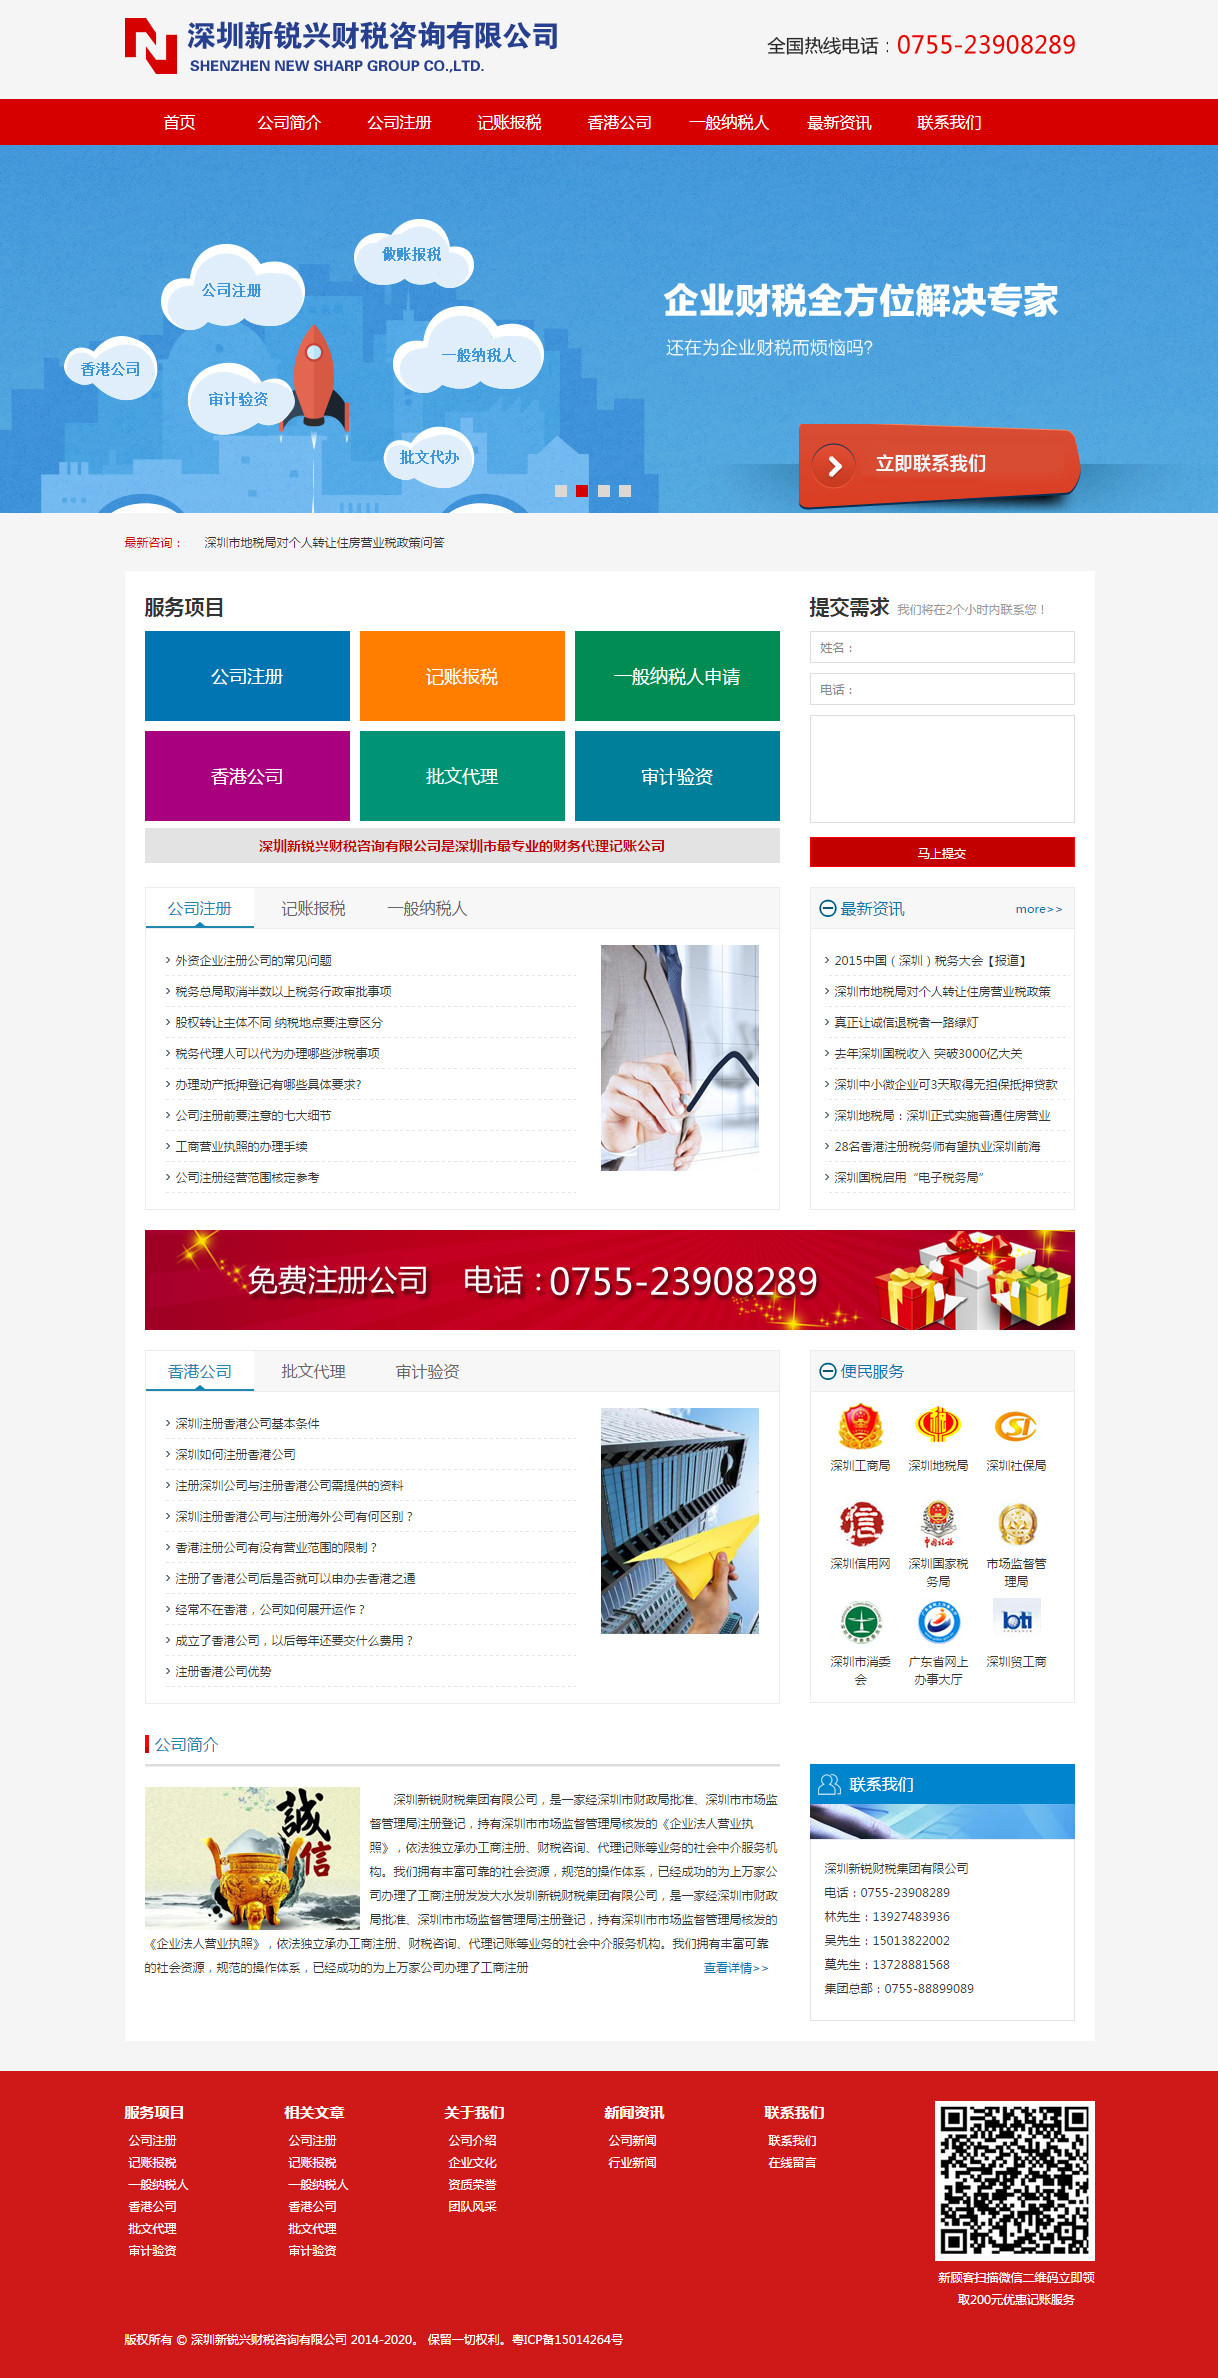 深圳新锐兴财税咨询有限公司
SHENZHEN NEW SHARP GROUP CO.,LTD.
全国热线电话：0755-23908289
首页 公司简介 公司注册 记账报税 香港公司 一般纳税人 最新资讯 联系我们
做账报税
公司注册
一般纳税人
香港公司
审计验资
批文代办
企业财税全方位解决专家
还在为企业财税而烦恼吗?
立即联系我们
最新咨询： 深圳市地税局对个人转让住房营业税政策问答
服务项目
公司注册 记账报税 一般纳税人申请
香港公司 批文代理 审计验资
深圳新锐兴财税咨询有限公司是深圳市最专业的财务代理记账公司
提交需求 我们将在2个小时内联系您！
姓名：
电话：
马上提交
公司注册 记账报税 一般纳税人
外资企业注册公司的常见问题
税务总局取消半数以上税务行政审批事项
股权转让主体不同 纳税地点要注意区分
税务代理人可以代为办理哪些涉税事项
办理动产抵押登记有哪些具体要求?
公司注册前要注意的七大细节
工商营业执照的办理手续
公司注册经营范围核定参考
最新资讯 more>>
2015中国（深圳）税务大会【报道】
深圳市地税局对个人转让住房营业税政策
真正让诚信退税者一路绿灯
去年深圳国税收入 突破3000亿大关
深圳中小微企业可3天取得无担保抵押贷款
深圳地税局：深圳正式实施普通住房营业
28名香港注册税务师有望执业深圳前海
深圳国税启用“电子税务局”
免费注册公司 电话：0755-23908289
香港公司 批文代理 审计验资
深圳注册香港公司基本条件
深圳如何注册香港公司
注册深圳公司与注册香港公司需提供的资料
深圳注册香港公司与注册海外公司有何区别？
香港注册公司有没有营业范围的限制？
注册了香港公司后是否就可以申办去香港之通
经常不在香港，公司如何展开运作？
成立了香港公司，以后每年还要交什么费用？
注册香港公司优势
便民服务
税
深圳工商局 深圳地税局 深圳社保局
信
中国税务
深圳信用网 深圳国家税 市场监督管
务局 理局
bti
深圳市消委 广东省网上 深圳贸工商
会 办事大厅
公司简介
誠
信
深圳新锐财税集团有限公司，是一家经深圳市财政局批准、深圳市市场监
督管理局注册登记，持有深圳市市场监督管理局核发的《企业法人营业执
照》，依法独立承办工商注册、财税咨询、代理记账等业务的社会中介服务机
构。我们拥有丰富可靠的社会资源，规范的操作体系，已经成功的为上万家公
司办理了工商注册发发大水发圳新锐财税集团有限公司，是一家经深圳市财政
局批准、深圳市市场监督管理局注册登记，持有深圳市市场监督管理局核发的
《企业法人营业执照》，依法独立承办工商注册、财税咨询、代理记账等业务的社会中介服务机构。我们拥有丰富可靠
的社会资源，规范的操作体系，已经成功的为上万家公司办理了工商注册 查看详情>>
联系我们
深圳新锐财税集团有限公司
电话：0755-23908289
林先生：13927483936
吴先生：15013822002
莫先生：13728881568
集团总部：0755-88899089
服务项目
公司注册
记账报税
一般纳税人
香港公司
批文代理
审计验资
相关文章
公司注册
记账报税
一般纳税人
香港公司
批文代理
审计验资
关于我们
公司介绍
企业文化
资质荣誉
团队风采
新闻资讯
公司新闻
行业新闻
联系我们
联系我们
在线留言
新顾客扫描微信二维码立即领
取200元优惠记账服务
版权所有 © 深圳新锐兴财税咨询有限公司 2014-2020。 保留一切权利。粤ICP备15014264号